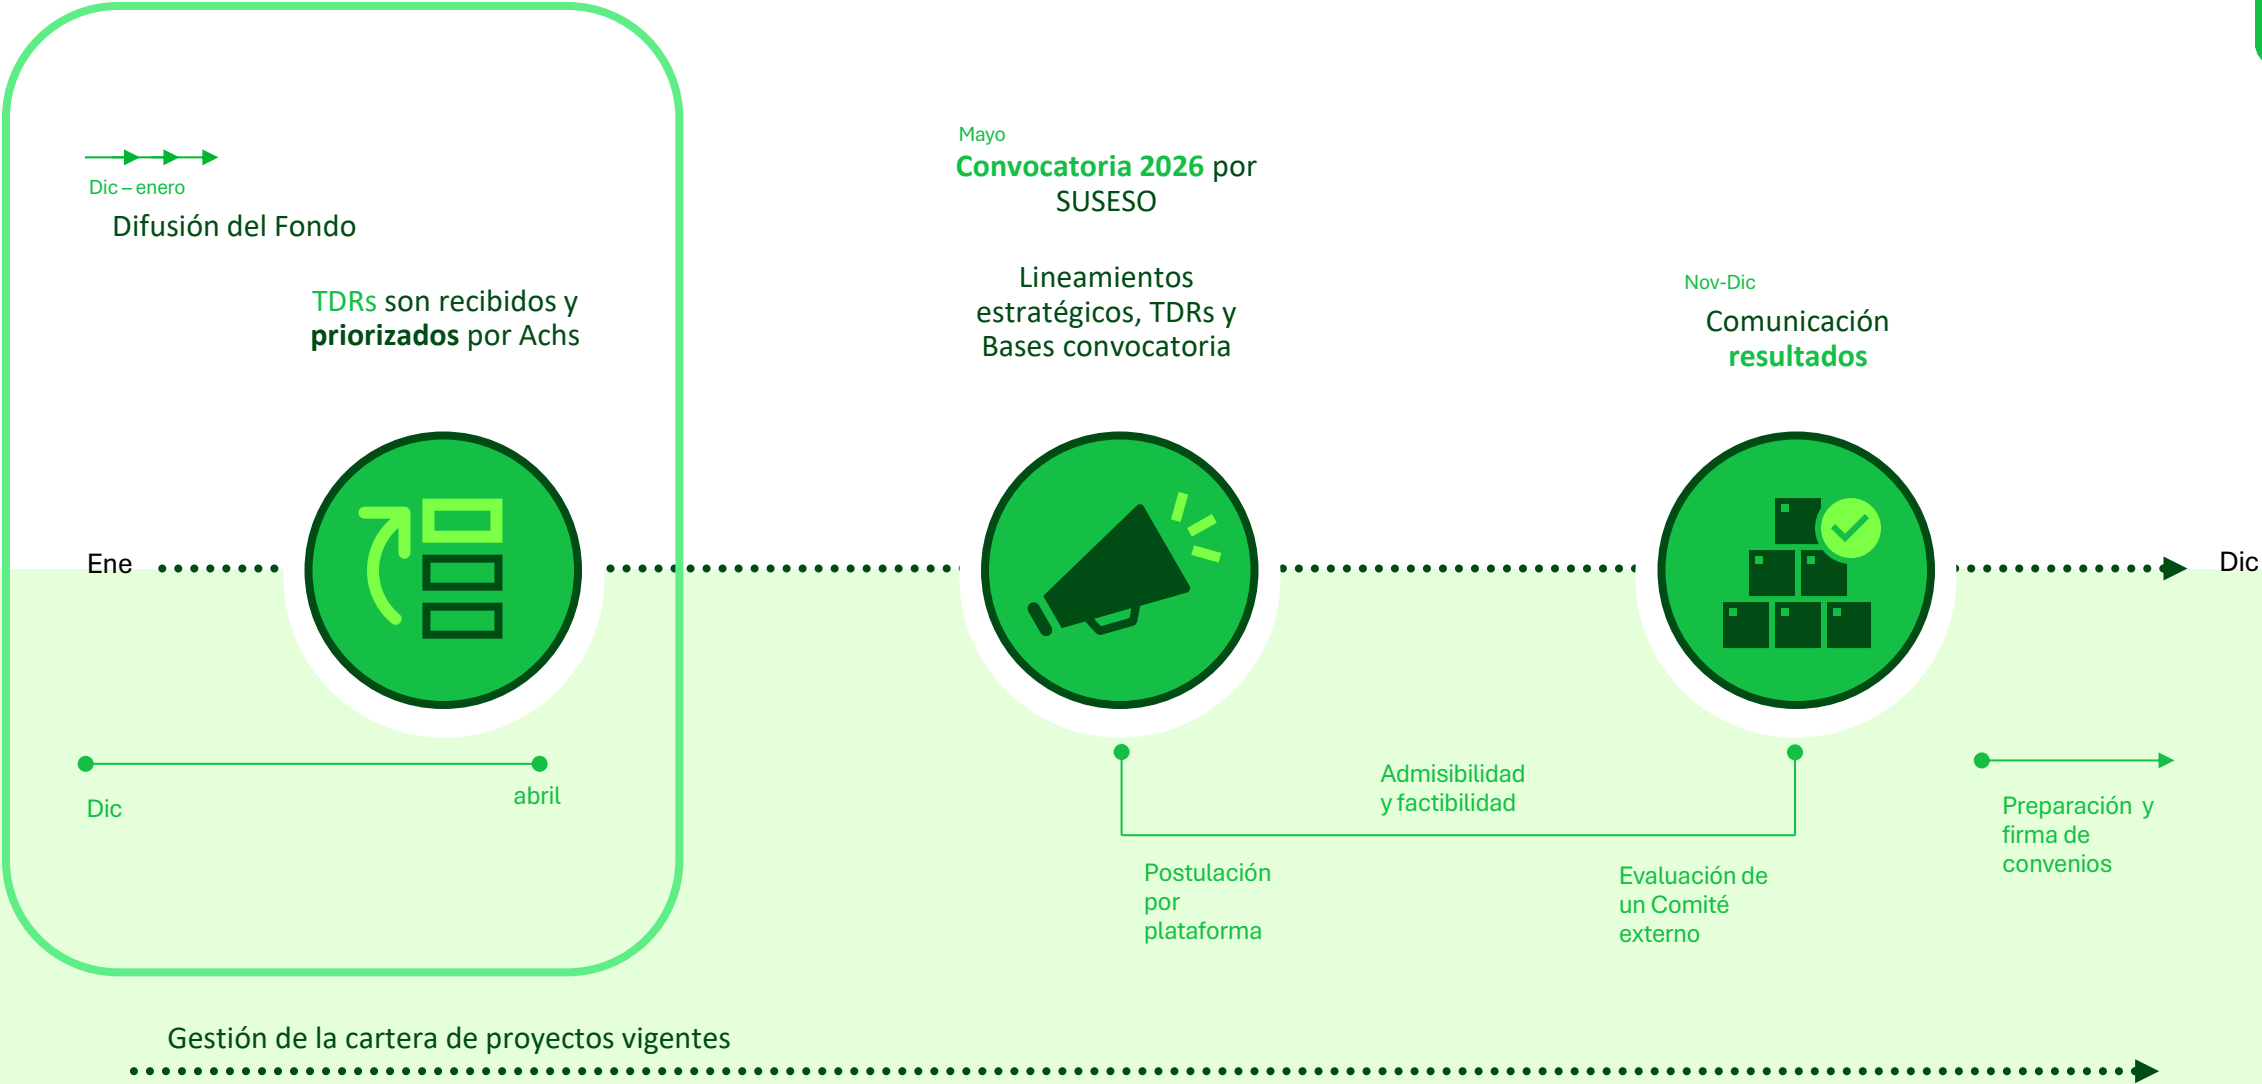 Dic – enero
Difusión del Fondo
TDRs son recibidos y
priorizados por Achs
Mayo
Convocatoria 2026 por
SUSESO
Lineamientos
estratégicos, TDRs y
Bases convocatoria
Nov-Dic
Comunicación
resultados
Ene
Dic
Dic
abril
Postulación
por
plataforma
Admisibilidad
y factibilidad
Evaluación de
un Comité
externo
Preparación y
firma de
convenios
Gestión de la cartera de proyectos vigentes